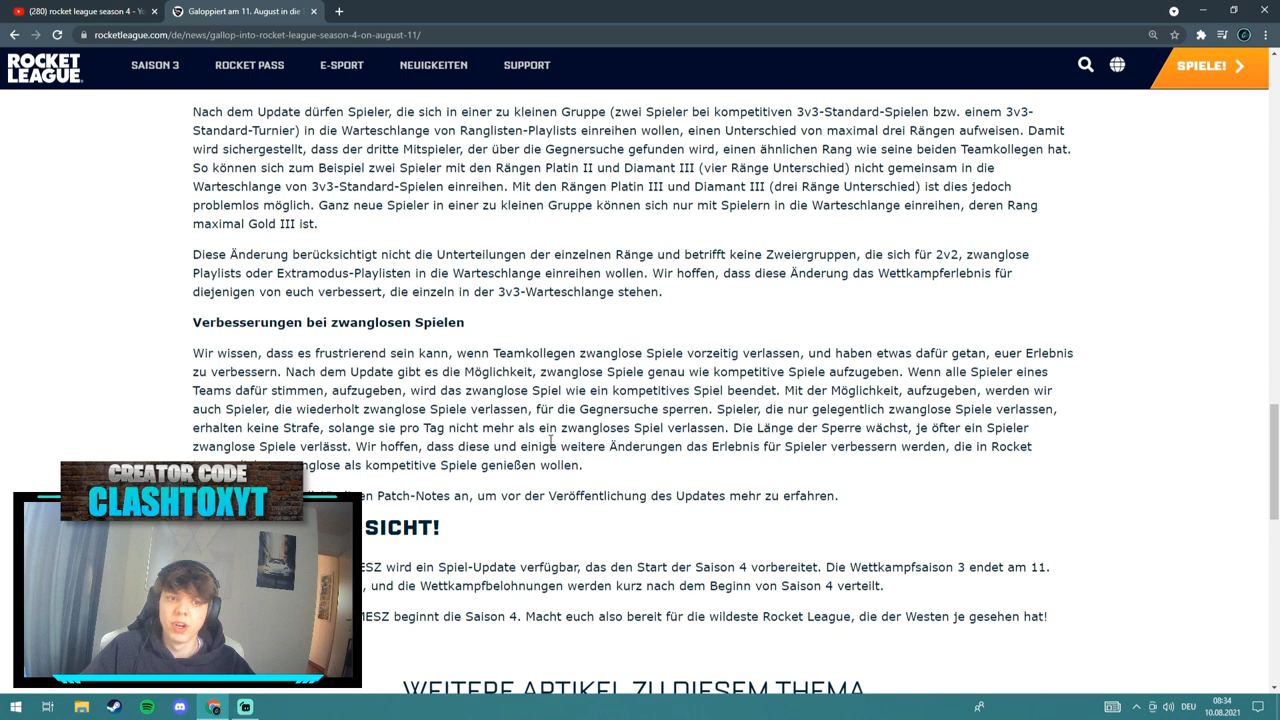 (280) rocket league season 4 - Yo
Galoppiert am 11. August in die S
rocketleague.com/de/news/gallop-into-rocket-league-season-4-on-august-11/
ROCKET LEAGUE
SAISON 3
ROCKET PASS
E-SPORT
NEUIGKEITEN
SUPPORT
SPIELE!
Nach dem Update dürfen Spieler, die sich in einer zu kleinen Gruppe (zwei Spieler bei kompetitiven 3v3-Standard-Spielen bzw. einem 3v3-
Standard-Turnier) in die Warteschlange von Ranglisten-Playlists einreihen wollen, einen Unterschied von maximal drei Rängen aufweisen. Damit
wird sichergestellt, dass der dritte Mitspieler, der über die Gegnersuche gefunden wird, einen ähnlichen Rang wie seine beiden Teamkollegen hat.
So können sich zum Beispiel zwei Spieler mit den Rängen Platin II und Diamant III (vier Ränge Unterschied) nicht gemeinsam in die
Warteschlange von 3v3-Standard-Spielen einreihen. Mit den Rängen Platin III und Diamant III (drei Ränge Unterschied) ist dies jedoch
problemlos möglich. Ganz neue Spieler in einer zu kleinen Gruppe können sich nur mit Spielern in die Warteschlange einreihen, deren Rang
maximal Gold III ist.
Diese Änderung berücksichtigt nicht die Unterteilungen der einzelnen Ränge und betrifft keine Zweiergruppen, die sich für 2v2, zwanglose
Playlists oder Extramodus-Playlisten in die Warteschlange einreihen wollen. Wir hoffen, dass diese Änderung das Wettkampferlebnis für
diejenigen von euch verbessert, die einzeln in der 3v3-Warteschlange stehen.
Verbesserungen bei zwanglosen Spielen
Wir wissen, dass es frustrierend sein kann, wenn Teamkollegen zwanglose Spiele vorzeitig verlassen, und haben etwas dafür getan, euer Erlebnis
zu verbessern. Nach dem Update gibt es die Möglichkeit, zwanglose Spiele genau wie kompetitive Spiele aufzugeben. Wenn alle Spieler eines
Teams dafür stimmen, aufzugeben, wird das zwanglose Spiel wie ein kompetitives Spiel beendet. Mit der Möglichkeit, aufzugeben, werden wir
auch Spieler, die wiederholt zwanglose Spiele verlassen, für die Gegnersuche sperren. Spieler, die nur gelegentlich zwanglose Spiele verlassen,
erhalten keine Strafe, solange sie pro Tag nicht mehr als ein zwangloses Spiel verlassen. Die Länge der Sperre wächst, je öfter ein Spieler
zwanglose Spiele verlässt. Wir hoffen, dass diese und einige weitere Änderungen das Erlebnis für Spieler verbessern werden, die in Rocket
nglose als kompetitive Spiele genießen wollen.
CREATOR CODE
CLASHTOXYT
en Patch-Notes an, um vor der Veröffentlichung des Updates mehr zu erfahren.
SICHT!
ESZ wird ein Spiel-Update verfügbar, das den Start der Saison 4 vorbereitet. Die Wettkampfsaison 3 endet am 11.
, und die Wettkampfbelohnungen werden kurz nach dem Beginn von Saison 4 verteilt.
MESZ beginnt die Saison 4. Macht euch also bereit für die wildeste Rocket League, die der Westen je gesehen hat!
WEITERE ARTIKEL ZU DIESEM THEMA
DEU
08:34
10.08.2021